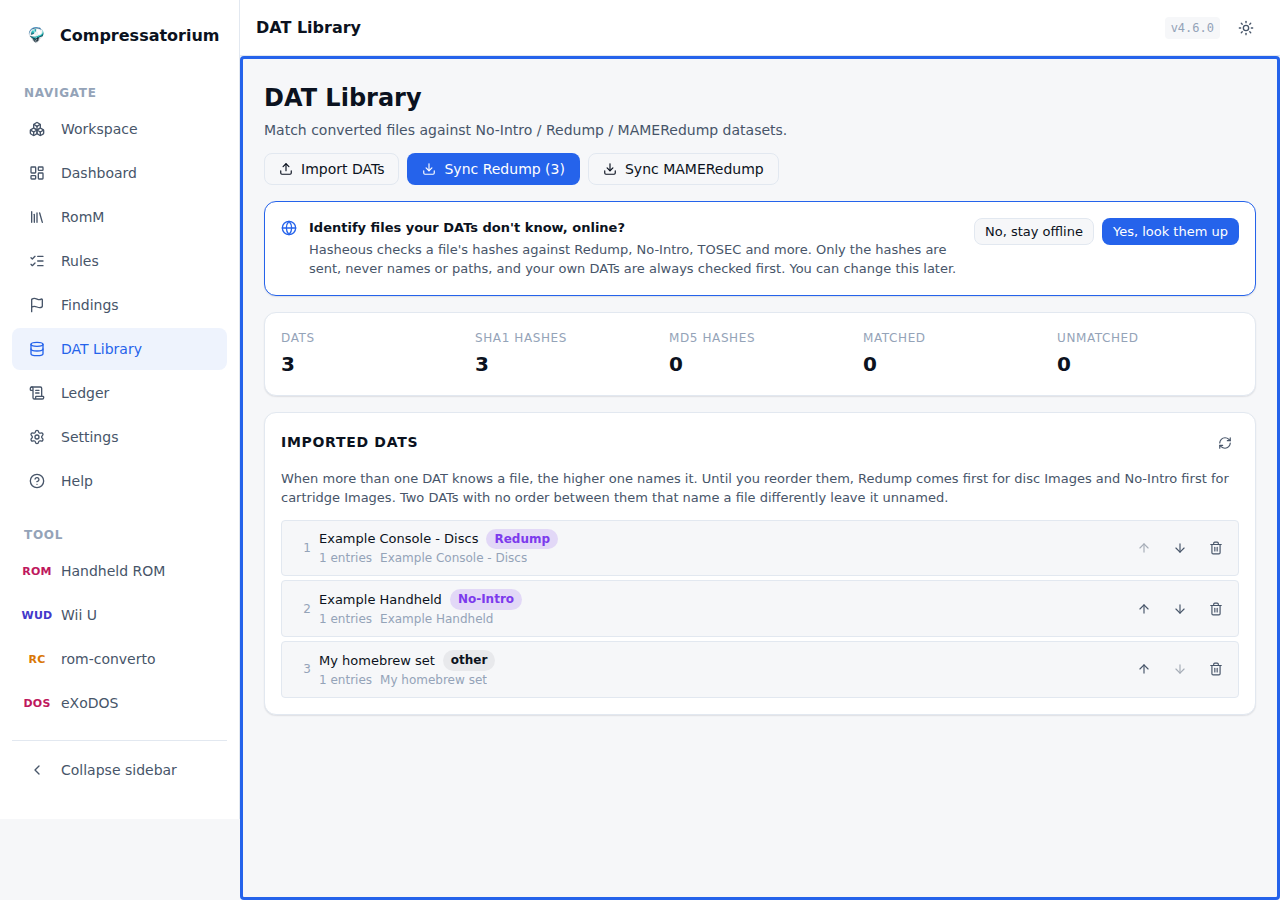 Compressatorium
NAVIGATE
Workspace
Dashboard
RomM
Rules
Findings
DAT Library
Ledger
Settings
Help
TOOL
ROM Handheld ROM
WUD Wii U
RC rom-converto
DOS eXoDOS
Collapse sidebar
DAT Library
v4.6.0
DAT Library
Match converted files against No-Intro / Redump / MAMERedump datasets.
Import DATs
Sync Redump (3)
Sync MAMERedump
Identify files your DATs don't know, online?
Hasheous checks a file's hashes against Redump, No-Intro, TOSEC and more. Only the hashes are
sent, never names or paths, and your own DATs are always checked first. You can change this later.
No, stay offline
Yes, look them up
DATS
3
SHA1 HASHES
3
MD5 HASHES
0
MATCHED
0
UNMATCHED
0
IMPORTED DATS
When more than one DAT knows a file, the higher one names it. Until you reorder them, Redump comes first for disc Images and No-Intro first for
cartridge Images. Two DATs with no order between them that name a file differently leave it unnamed.
1
Example Console - Discs Redump
1 entries Example Console - Discs
2
Example Handheld No-Intro
1 entries Example Handheld
3
My homebrew set other
1 entries My homebrew set